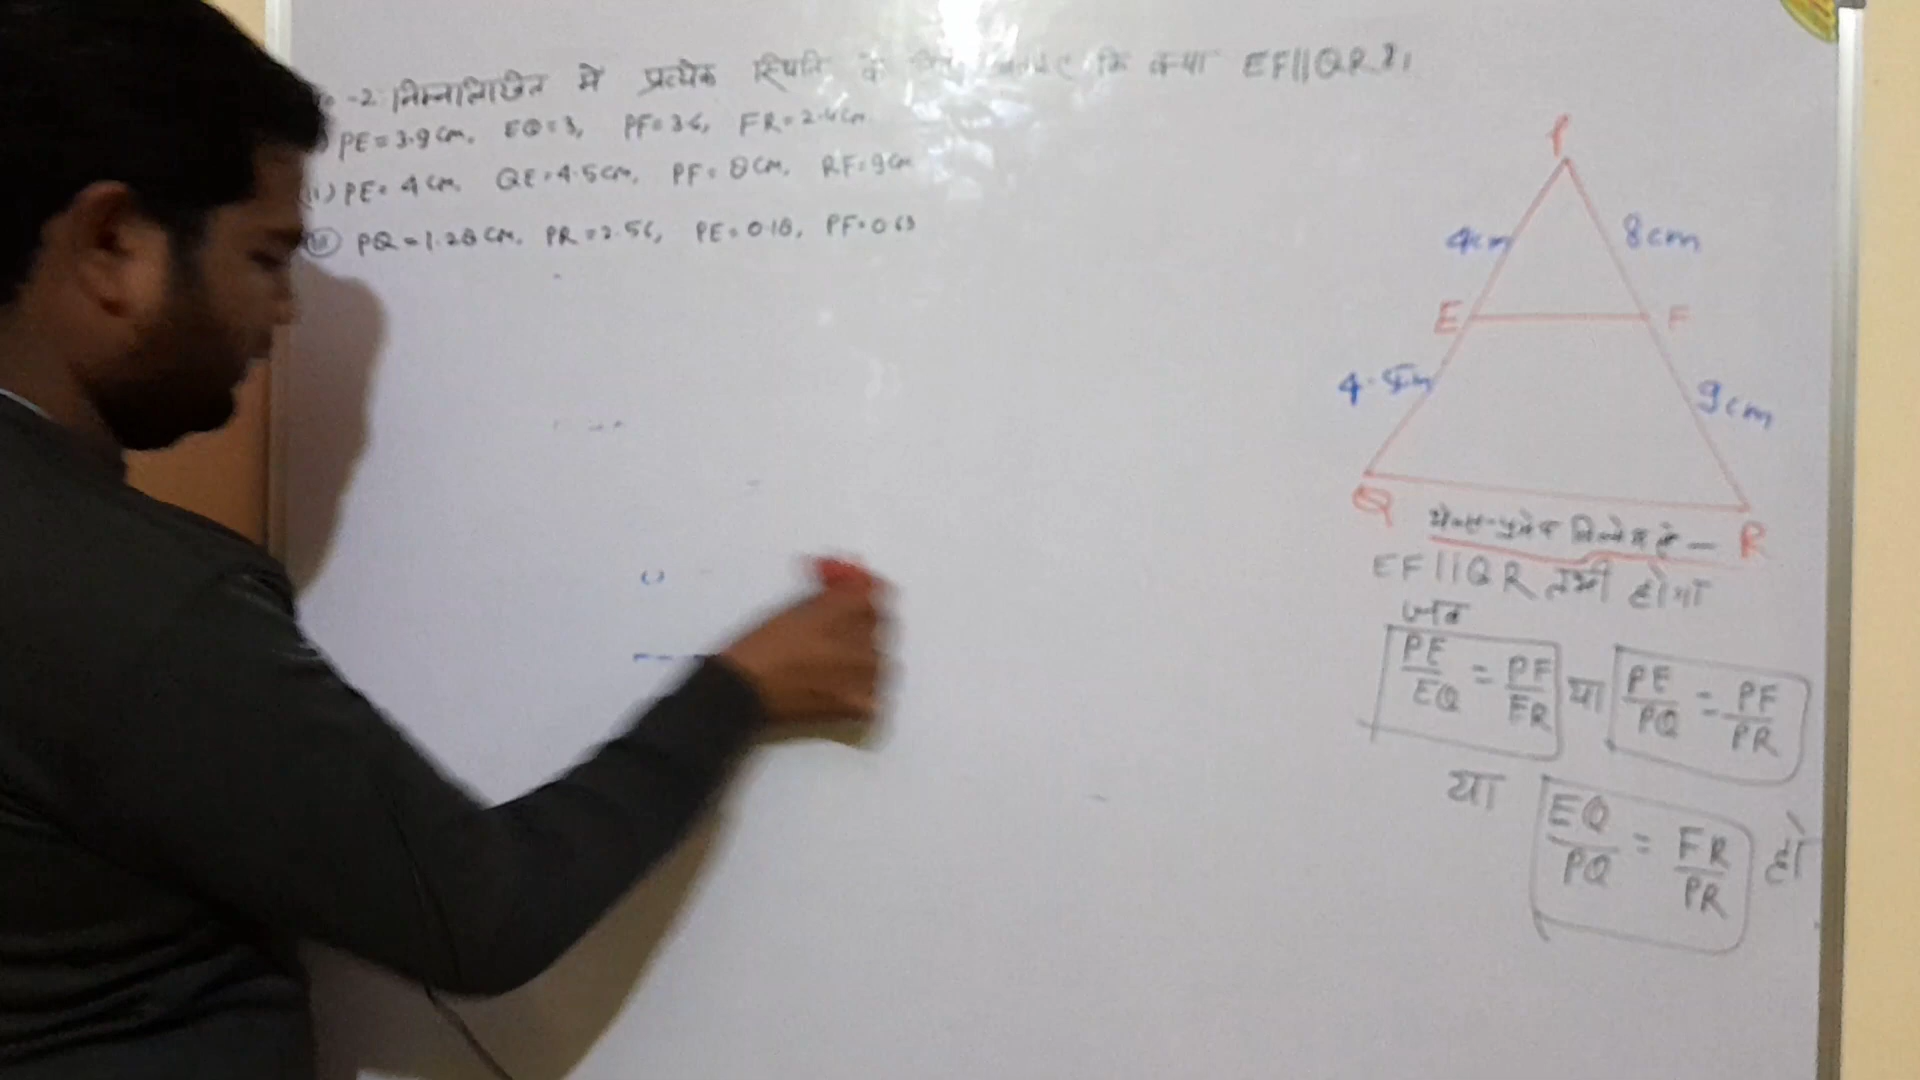 -2 निम्नलिखित में प्रत्येक स्थिति के कि क्या EF||QR है।
PE=3.9cm, EQ=3, PF=3.6, FR=2.4cm
(ii) PE=4cm, QE=4.5cm, PF=8cm, RF=9cm
(iii) PQ=1.28cm, PR=2.56, PE=0.18, PF=0.63
P
4cm 8cm
E F
4.5cm 9cm
Q R
EF||QR तभी होगा
जब
PE/EQ = PF/FR या PE/PQ = PF/PR
या EQ/PQ = FR/PR हो